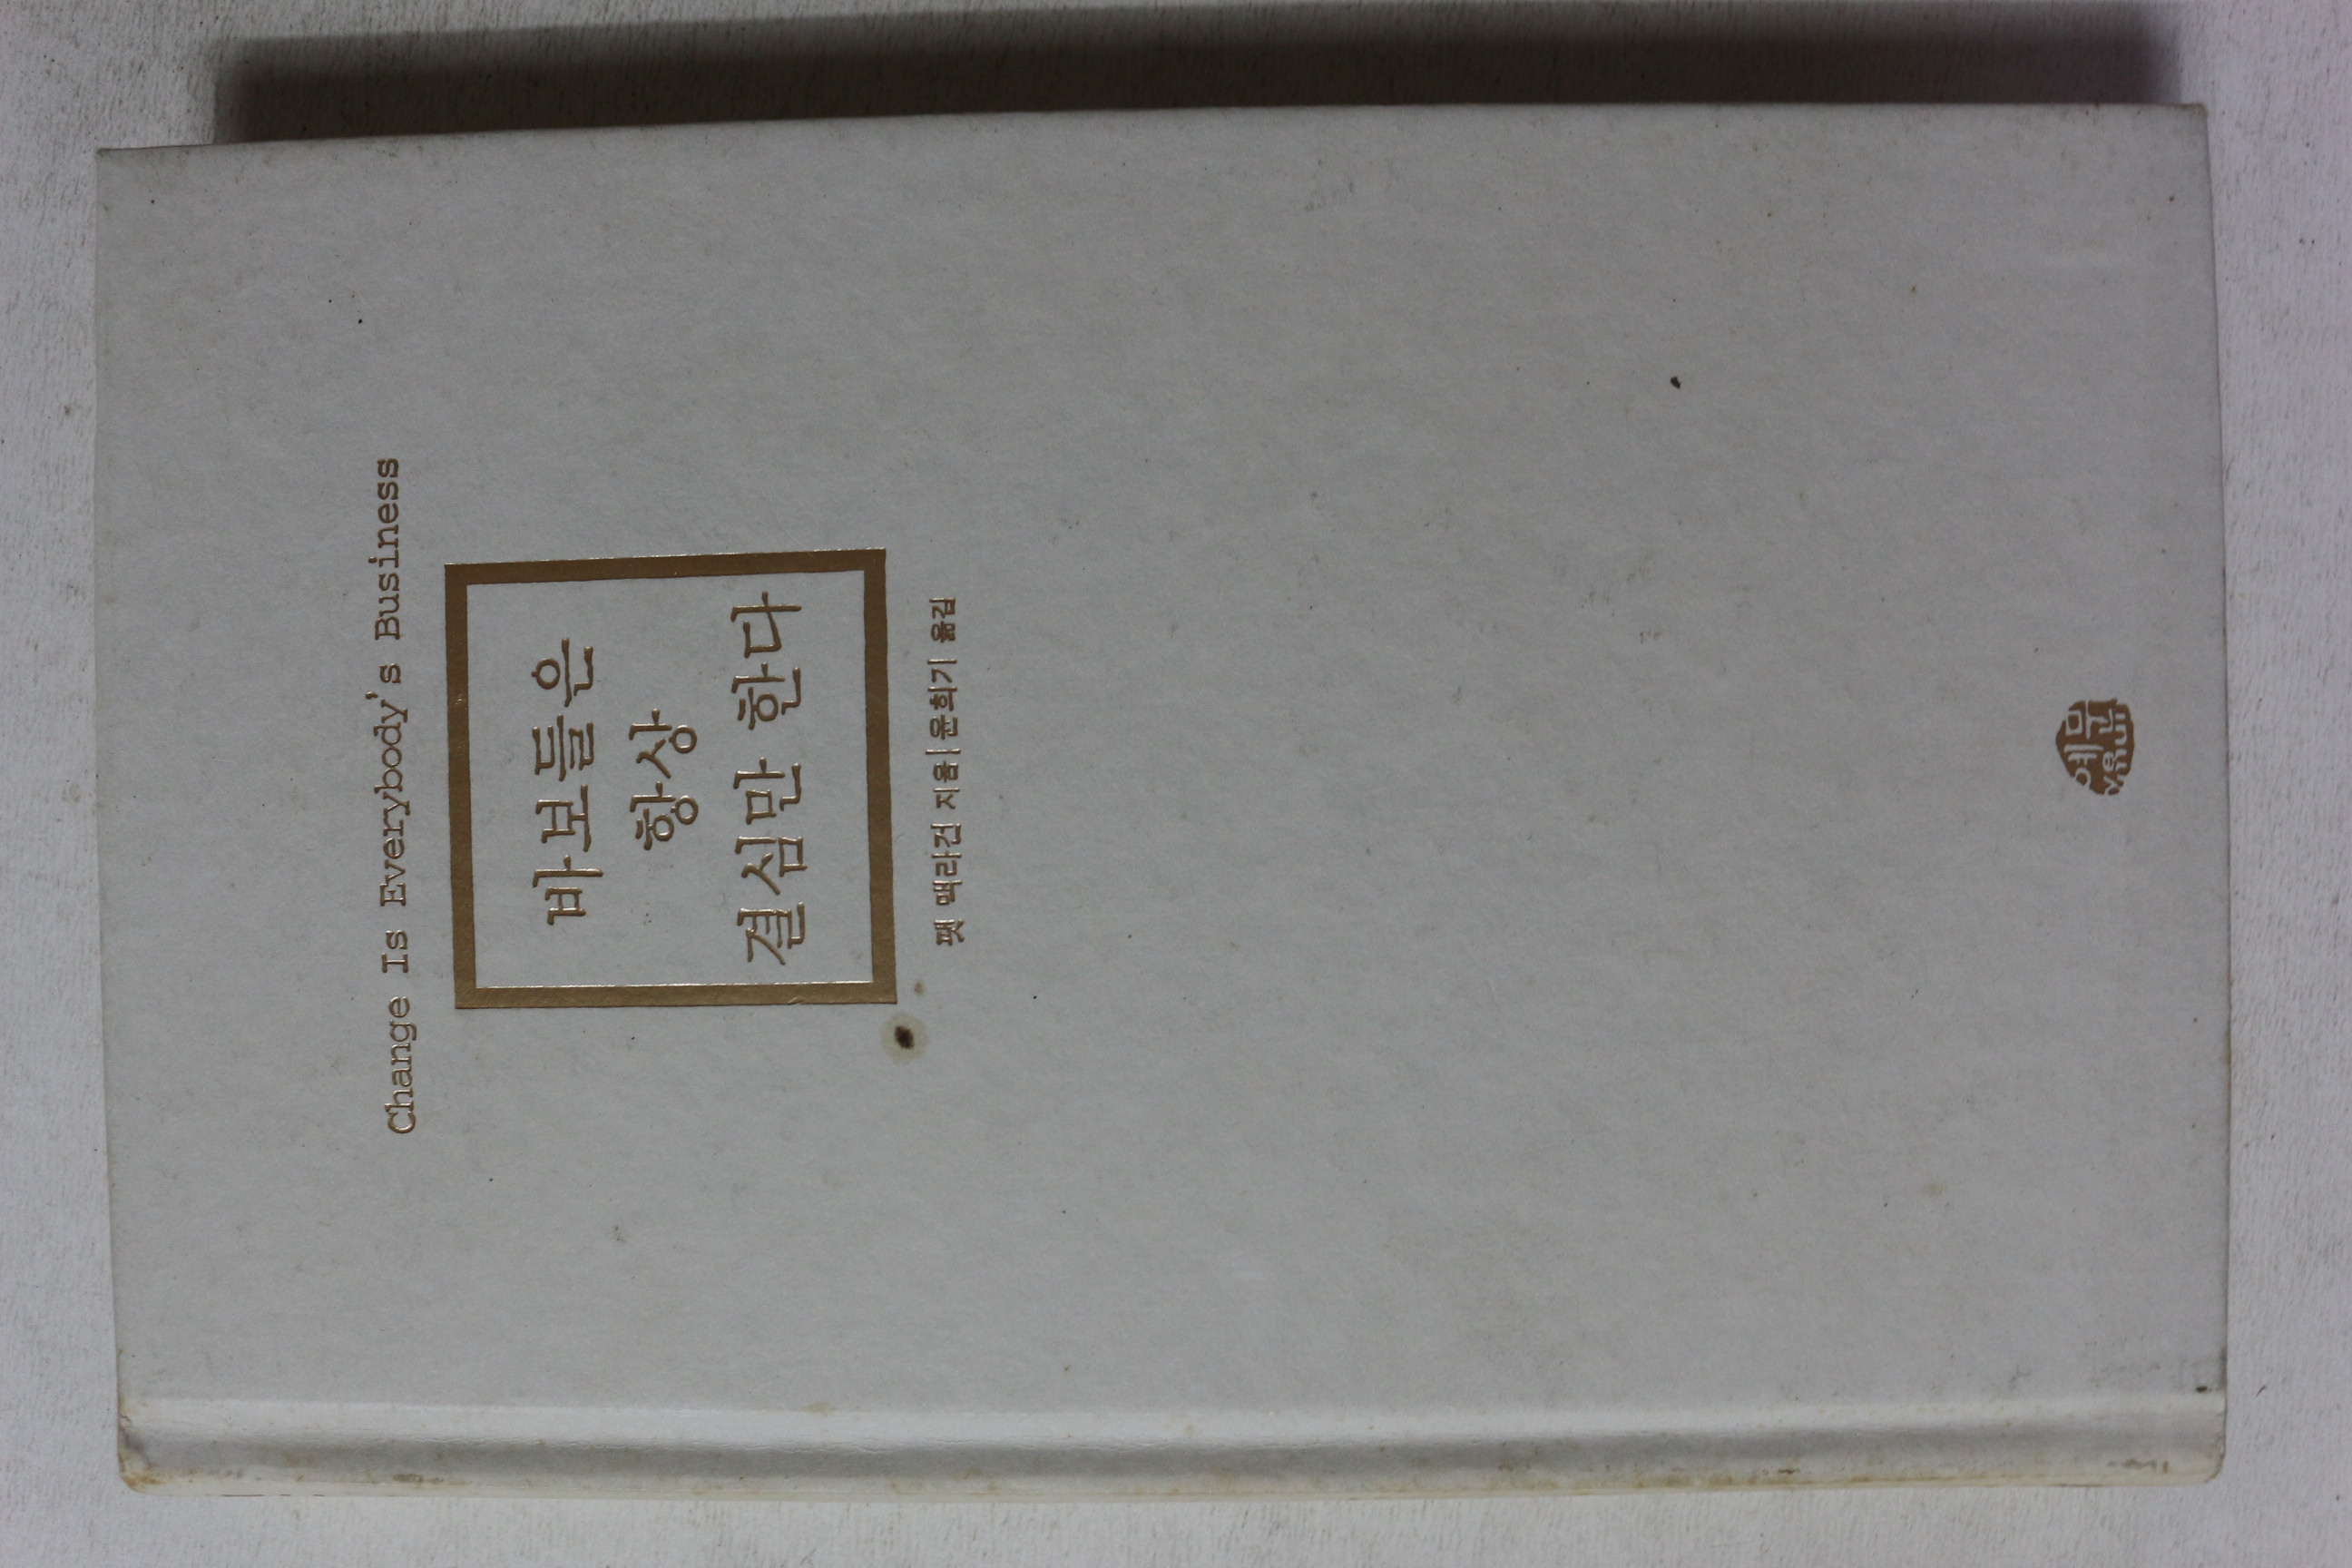 Change Is Everybody's Business
바보들은
항상
결심만 한다
팻 맥라건 지음 | 윤희기 옮김
예문
Yemun